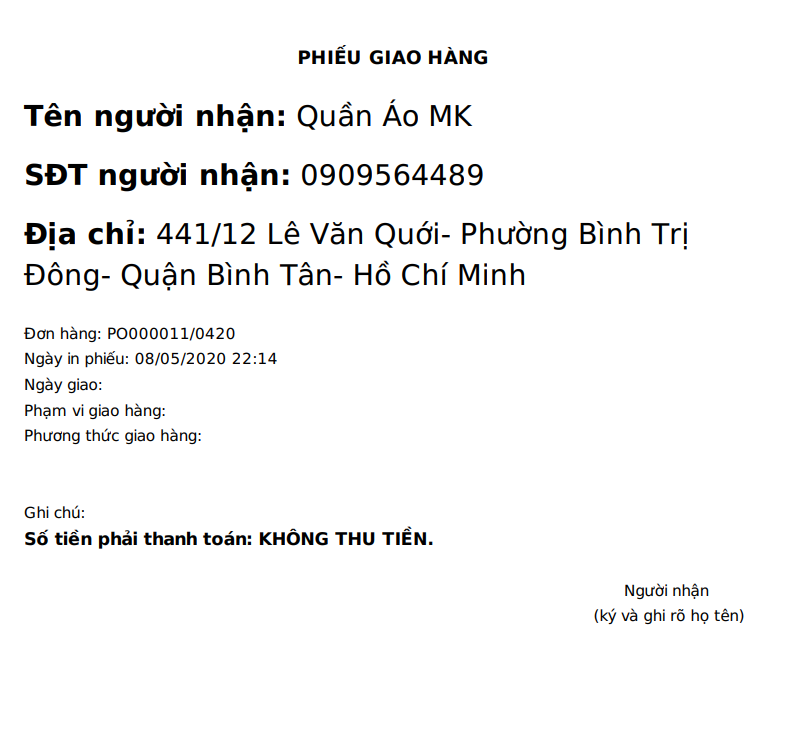 PHIẾU GIAO HÀNG
Tên người nhận: Quần Áo MK
SĐT người nhận: 0909564489
Địa chỉ: 441/12 Lê Văn Quới- Phường Bình Trị
Đông- Quận Bình Tân- Hồ Chí Minh
Đơn hàng: PO000011/0420
Ngày in phiếu: 08/05/2020 22:14
Ngày giao:
Phạm vi giao hàng:
Phương thức giao hàng:
Ghi chú:
Số tiền phải thanh toán: KHÔNG THU TIỀN.
Người nhận
(ký và ghi rõ họ tên)